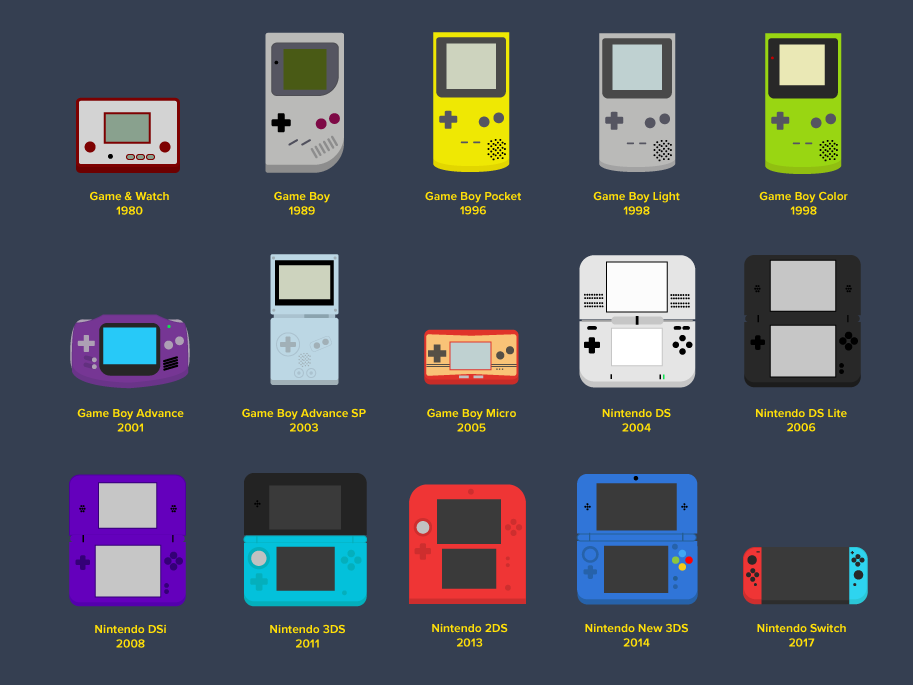 Game & Watch
1980
Game Boy
1989
Game Boy Pocket
1996
Game Boy Light
1998
Game Boy Color
1998
Game Boy Advance
2001
Game Boy Advance SP
2003
Game Boy Micro
2005
Nintendo DS
2004
Nintendo DS Lite
2006
Nintendo DSi
2008
Nintendo 3DS
2011
Nintendo 2DS
2013
Nintendo New 3DS
2014
Nintendo Switch
2017